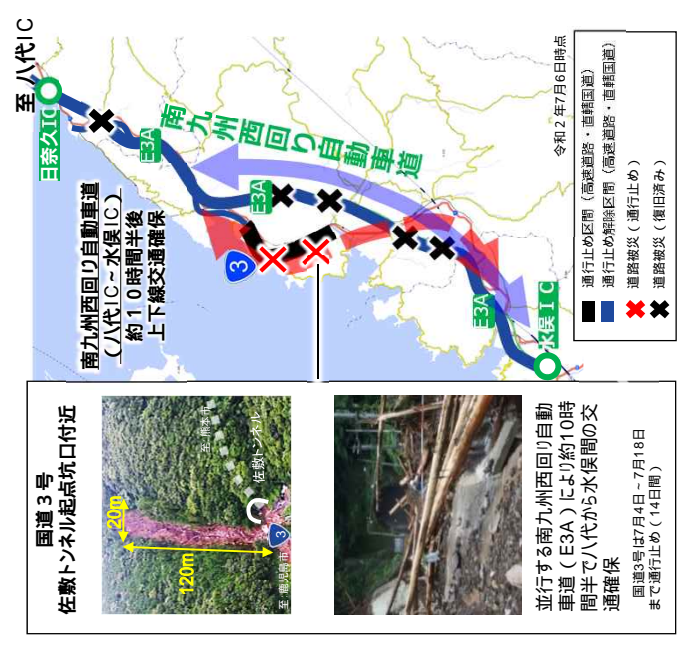 国道３号
佐敷トンネル起点坑口付近
20m
120m
至 熊本市
佐敷トンネル
至 鹿児島市
3
並行する南九州西回り自動
車道（E3A）により約10時
間半で八代から水俣間の交
通確保
国道3号は7月4日～7月18日
まで通行止め（14日間）
至 八代IC
日奈久IC
南九州西回り自動車道
（八代IC～水俣IC）
約１０時間半後
上下線交通確保
E3A
南九州西回り自動車道
E3A
3
E3A
水俣ＩＣ
令和２年7月6日時点
通行止め区間（高速道路・直轄国道）
通行止め解除区間（高速道路・直轄国道）
道路被災（通行止め）
道路被災（復旧済み）